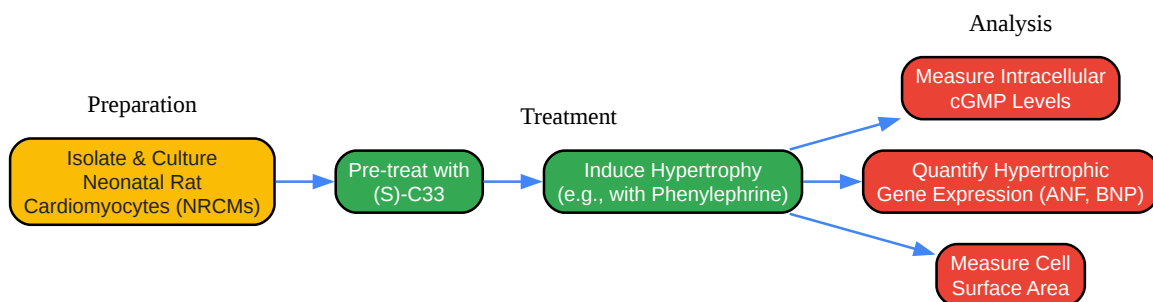 Analysis
Measure Intracellular
cGMP Levels
Preparation
Treatment
Isolate & Culture
Neonatal Rat
Cardiomyocytes (NRCMs)
Pre-treat with
(S)-C33
Induce Hypertrophy
(e.g., with Phenylephrine)
Quantify Hypertrophic
Gene Expression (ANF, BNP)
Measure Cell
Surface Area